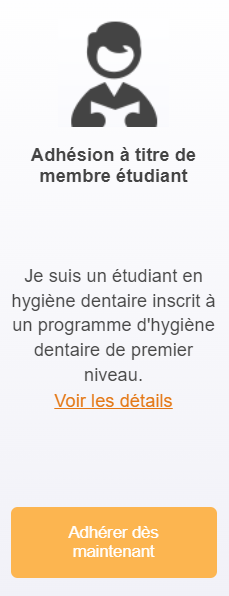 Adhésion à titre de
membre étudiant
Je suis un étudiant en
hygiène dentaire inscrit à
un programme d'hygiène
dentaire de premier
niveau.
Voir les détails
Adhérer dès
maintenant